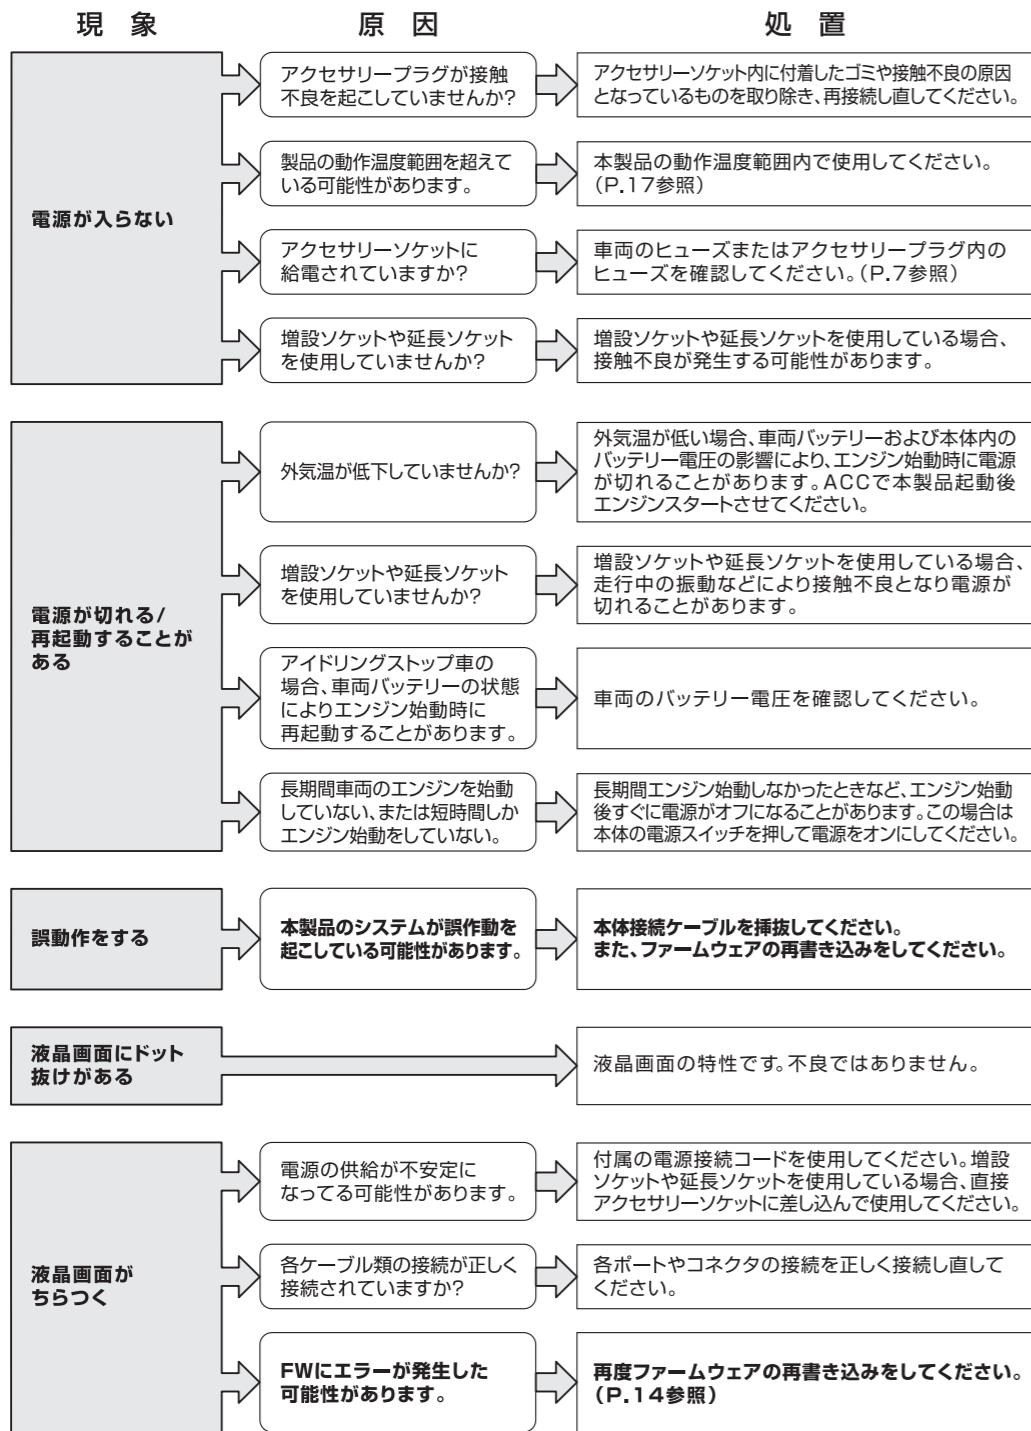 現 象
原 因
処 置
電源が入らない
アクセサリープラグが接触
不良を起こしていませんか?
アクセサリーソケット内に付着したゴミや接触不良の原因
となっているものを取り除き、再接続し直してください。
製品の動作温度範囲を超えて
いる可能性があります。
本製品の動作温度範囲内で使用してください。
(P.17参照)
アクセサリーソケットに
給電されていますか?
車両のヒューズまたはアクセサリープラグ内の
ヒューズを確認してください。(P.7参照)
増設ソケットや延長ソケット
を使用していませんか?
増設ソケットや延長ソケットを使用している場合、
接触不良が発生する可能性があります。
電源が切れる/
再起動することが
ある
外気温が低下していませんか?
外気温が低い場合、車両バッテリーおよび本体内の
バッテリー電圧の影響により、エンジン始動時に電源
が切れることがあります。ACCで本製品起動後
エンジンスタートさせてください。
増設ソケットや延長ソケット
を使用していませんか?
増設ソケットや延長ソケットを使用している場合、
走行中の振動などにより接触不良となり電源が
切れることがあります。
アイドリングストップ車の
場合、車両バッテリーの状態
によりエンジン始動時に
再起動することがあります。
車両のバッテリー電圧を確認してください。
長期間車両のエンジンを始動
していない、または短時間しか
エンジン始動をしていない。
長期間エンジン始動しなかったときなど、エンジン始動
後すぐに電源がオフになることがあります。この場合は
本体の電源スイッチを押して電源をオンにしてください。
誤動作をする
本製品のシステムが誤作動を
起こしている可能性があります。
本体接続ケーブルを挿抜してください。
また、ファームウェアの再書き込みをしてください。
液晶画面にドット
抜けがある
液晶画面の特性です。不良ではありません。
液晶画面が
ちらつく
電源の供給が不安定に
なってる可能性があります。
付属の電源接続コードを使用してください。増設
ソケットや延長ソケットを使用している場合、直接
アクセサリーソケットに差し込んで使用してください。
各ケーブル類の接続が正しく
接続されていますか?
各ポートやコネクタの接続を正しく接続し直して
ください。
FWにエラーが発生した
可能性があります。
再度ファームウェアの再書き込みをしてください。
(P.14参照)